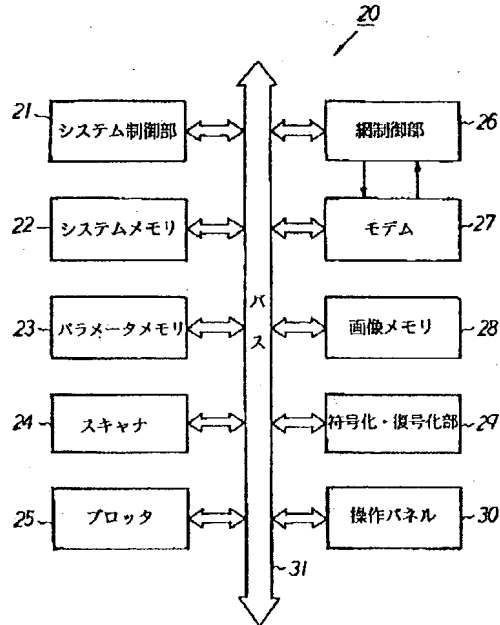 20
21
システム制御部
網制御部
26
22
システムメモリ
モデム
27
バス
23
パラメータメモリ
画像メモリ
28
24
スキャナ
符号化・復号化部
29
25
プロッタ
操作パネル
30
31